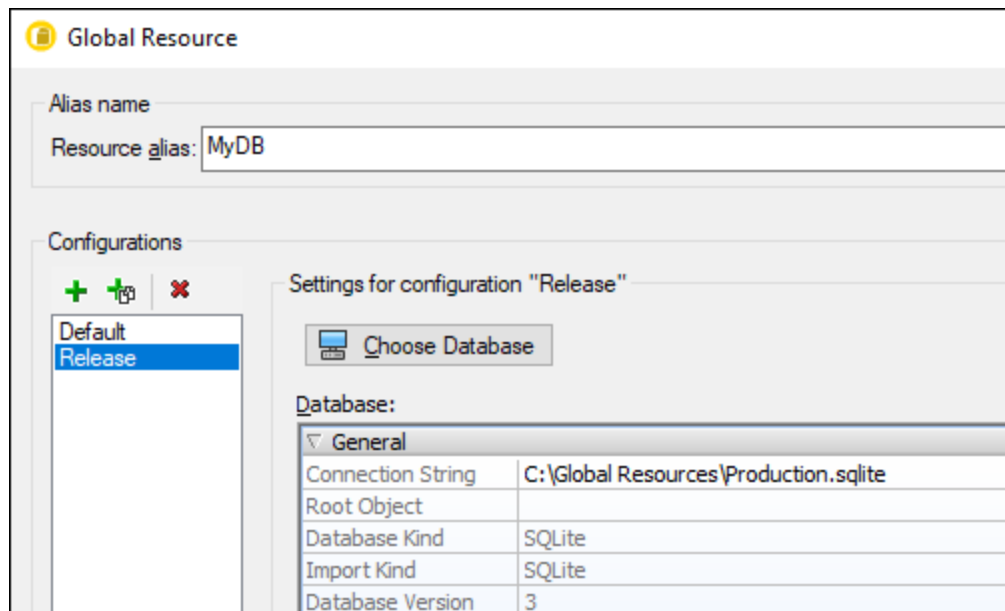 Global Resource
Alias name
Resource alias: MyDB
Configurations
Settings for configuration "Release"
Default
Release
Choose Database
Database:
General
Connection String C:\Global Resources\Production.sqlite
Root Object
Database Kind SQLite
Import Kind SQLite
Database Version 3